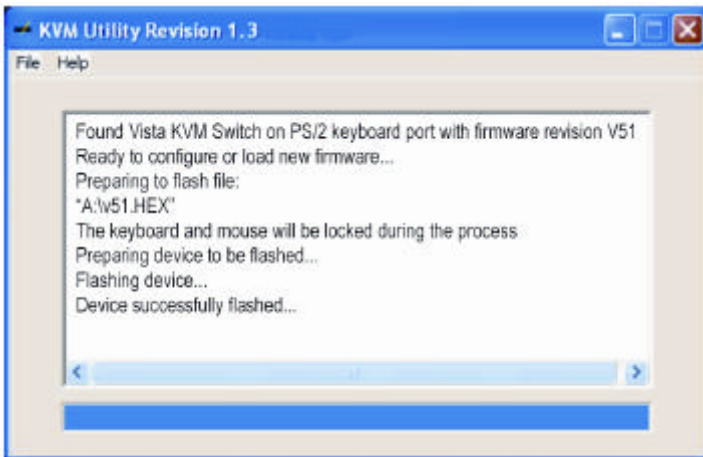 KVM Utility Revision 1.3
File Help
Found Vista KVM Switch on PS/2 keyboard port with firmware revision V51
Ready to configure or load new firmware...
Preparing to flash file:
"A:\v51.HEX"
The keyboard and mouse will be locked during the process
Preparing device to be flashed...
Flashing device...
Device successfully flashed...